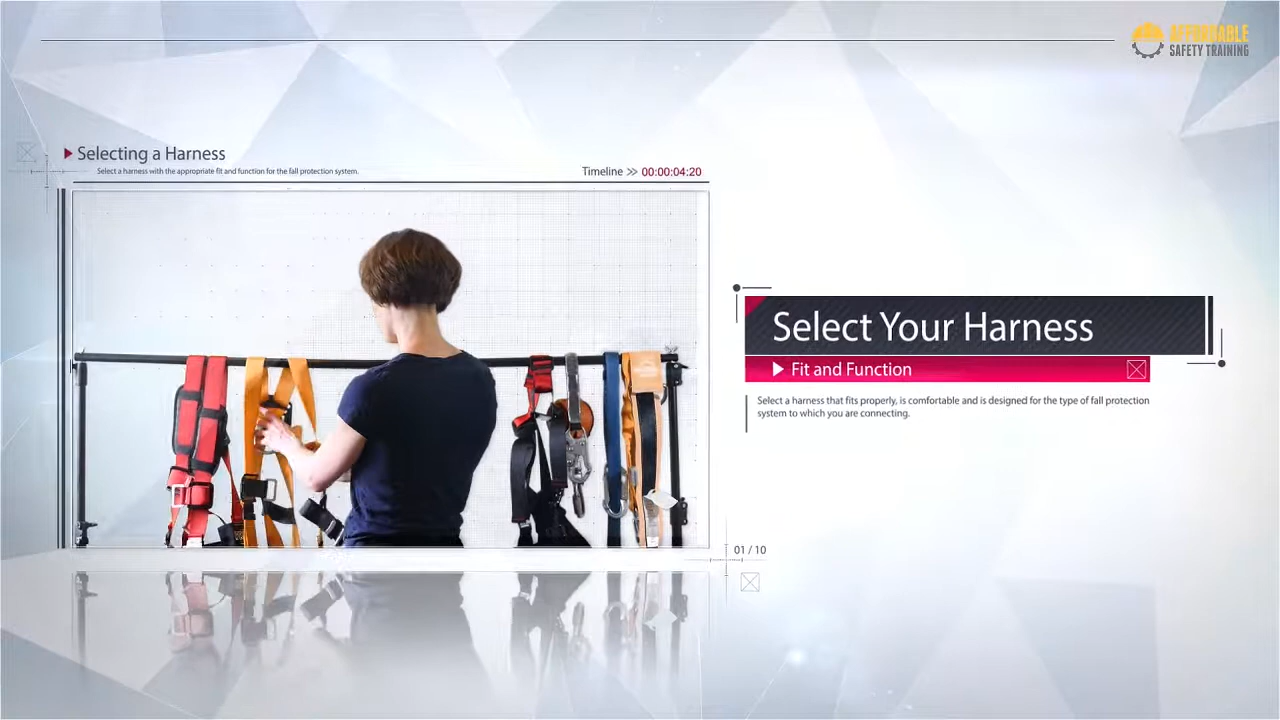 AFFORDABLE
SAFETY TRAINING
Selecting a Harness
Select a harness with the appropriate fit and function for the fall protection system.
Timeline >> 00:00:04:20
Select Your Harness
Fit and Function
Select a harness that fits properly, is comfortable and is designed for the type of fall protection
system to which you are connecting.
01 / 10